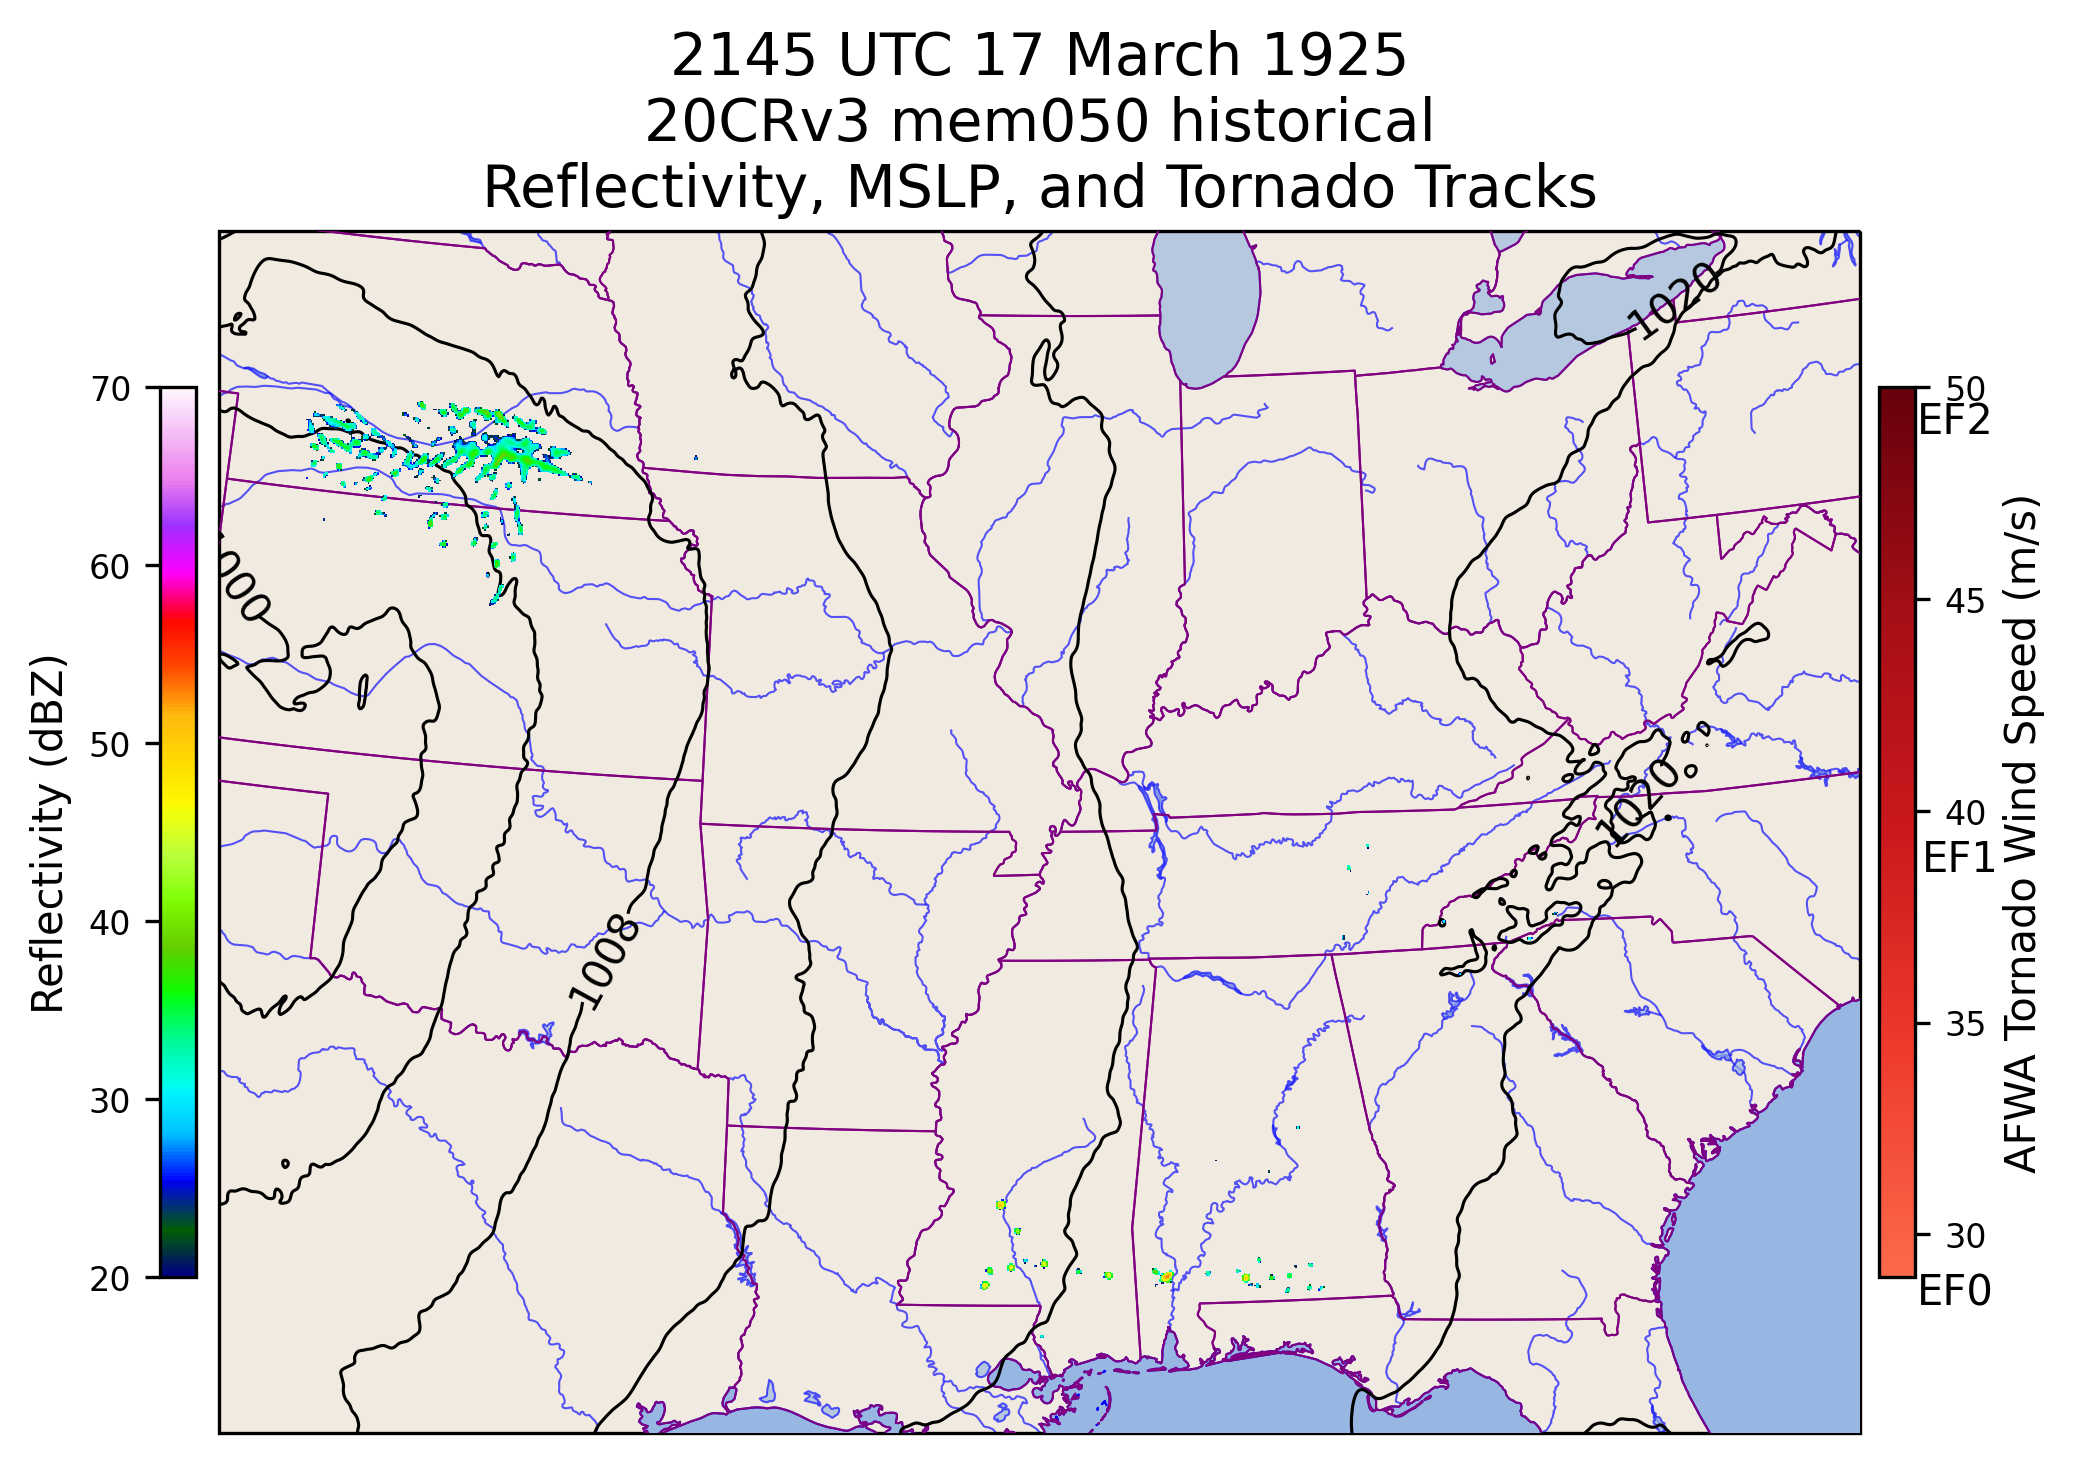 2145 UTC 17 March 1925
20CRv3 mem050 historical
Reflectivity, MSLP, and Tornado Tracks
1020
000
1020
1008
70
60
50
40
30
20
Reflectivity (dBZ)
50
EF2
45
40
EF1
35
30
EF0
AFWA Tornado Wind Speed (m/s)